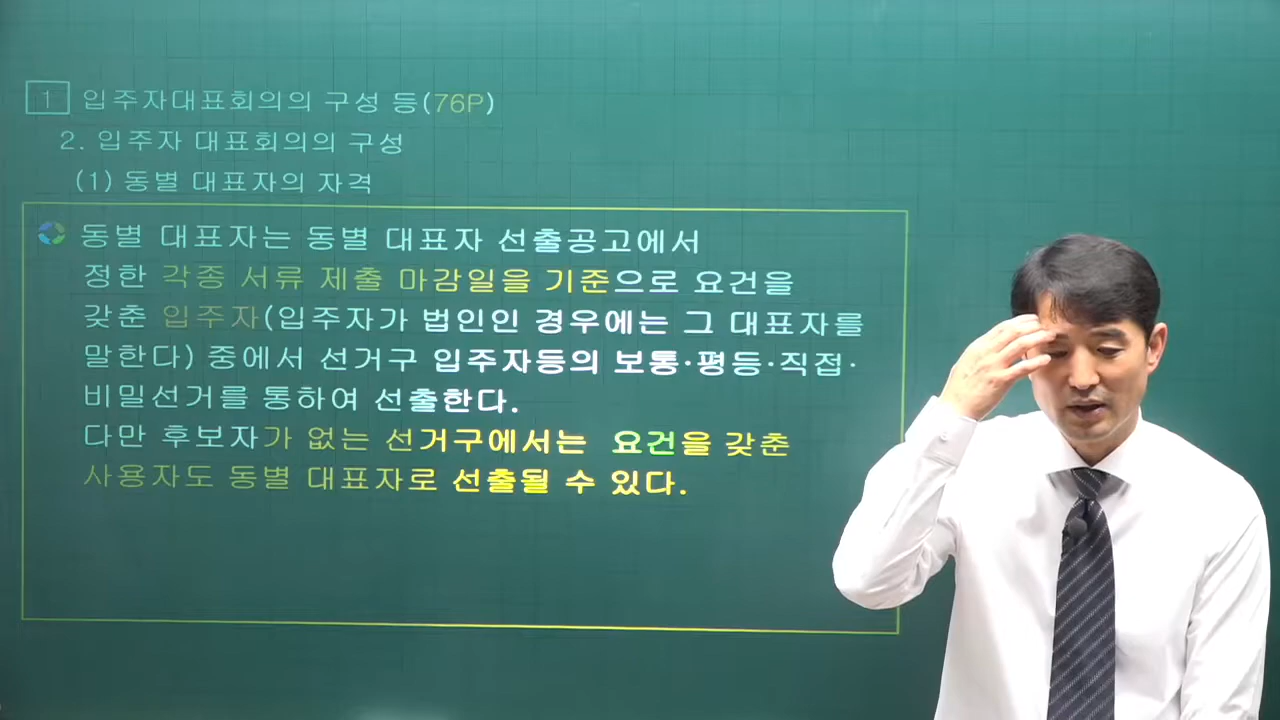 1 입주자대표회의의 구성 등(76P)
2. 입주자 대표회의의 구성
(1) 동별 대표자의 자격
동별 대표자는 동별 대표자 선출공고에서
정한 각종 서류 제출 마감일을 기준으로 요건을
갖춘 입주자(입주자가 법인인 경우에는 그 대표자를
말한다) 중에서 선거구 입주자등의 보통·평등·직접·
비밀선거를 통하여 선출한다.
다만 후보자가 없는 선거구에서는 요건을 갖춘
사용자도 동별 대표자로 선출될 수 있다.